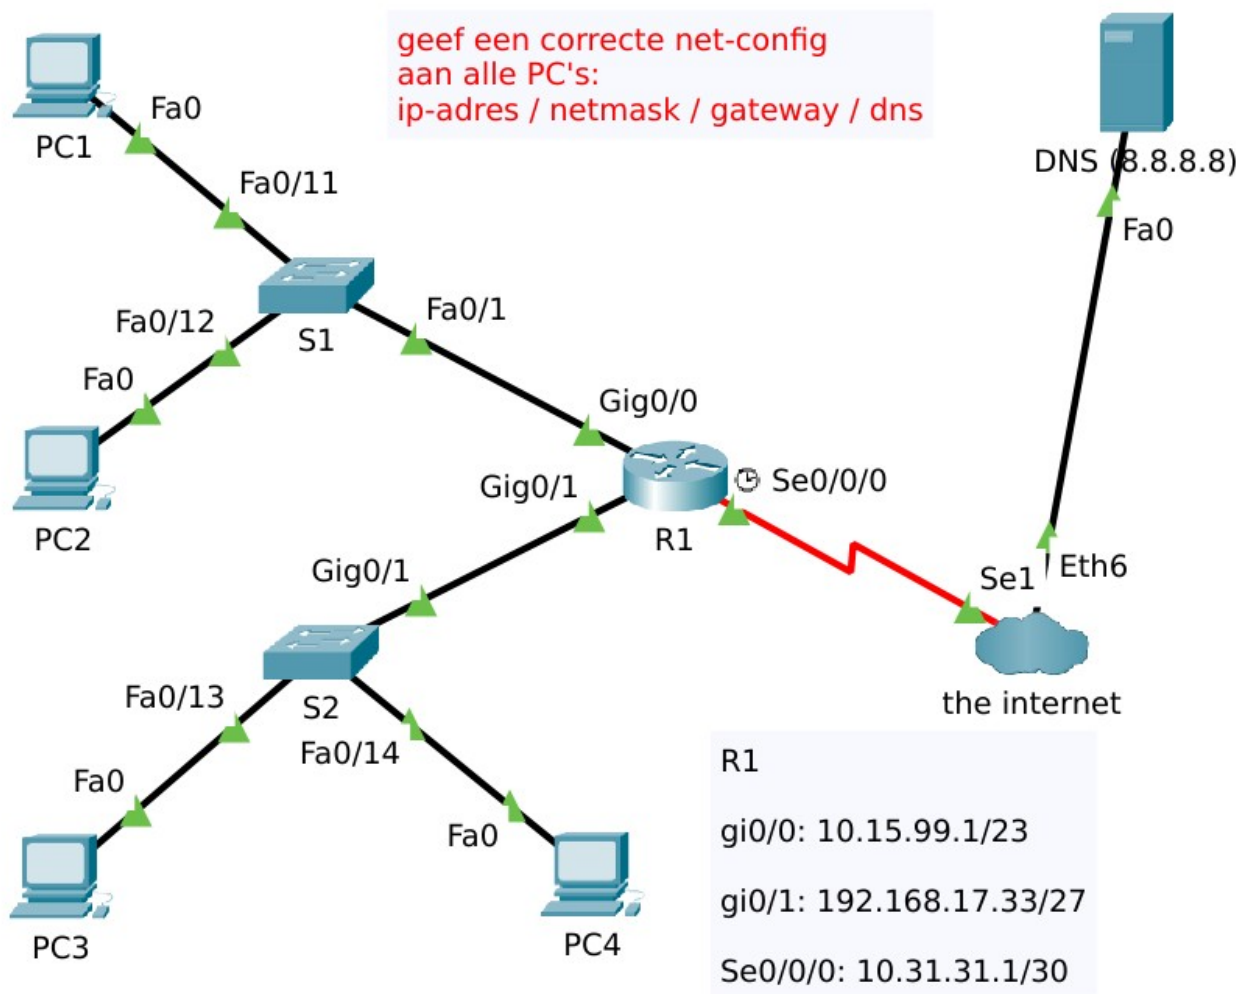 geef een correcte net-config
aan alle PC's:
ip-adres / netmask / gateway / dns
PC1
Fa0
Fa0/11
DNS (8.8.8.8)
Fa0
S1
Fa0/1
Fa0/12
Fa0
PC2
Gig0/0
Gig0/1
Se0/0/0
R1
Gig0/1
Se1
Eth6
the internet
S2
Fa0/13
Fa0/14
Fa0
Fa0
PC3
PC4
R1
gi0/0: 10.15.99.1/23
gi0/1: 192.168.17.33/27
Se0/0/0: 10.31.31.1/30